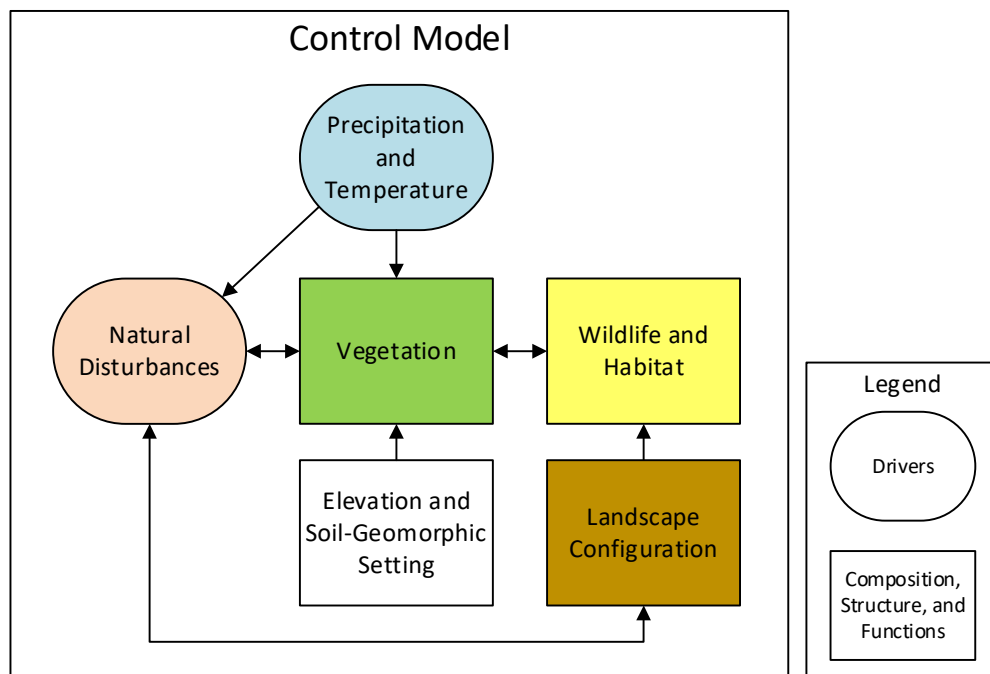 Control Model
Precipitation
and
Temperature
Natural
Disturbances
Vegetation
Wildlife and
Habitat
Elevation and
Soil-Geomorphic
Setting
Landscape
Configuration
Legend
Drivers
Composition,
Structure, and
Functions